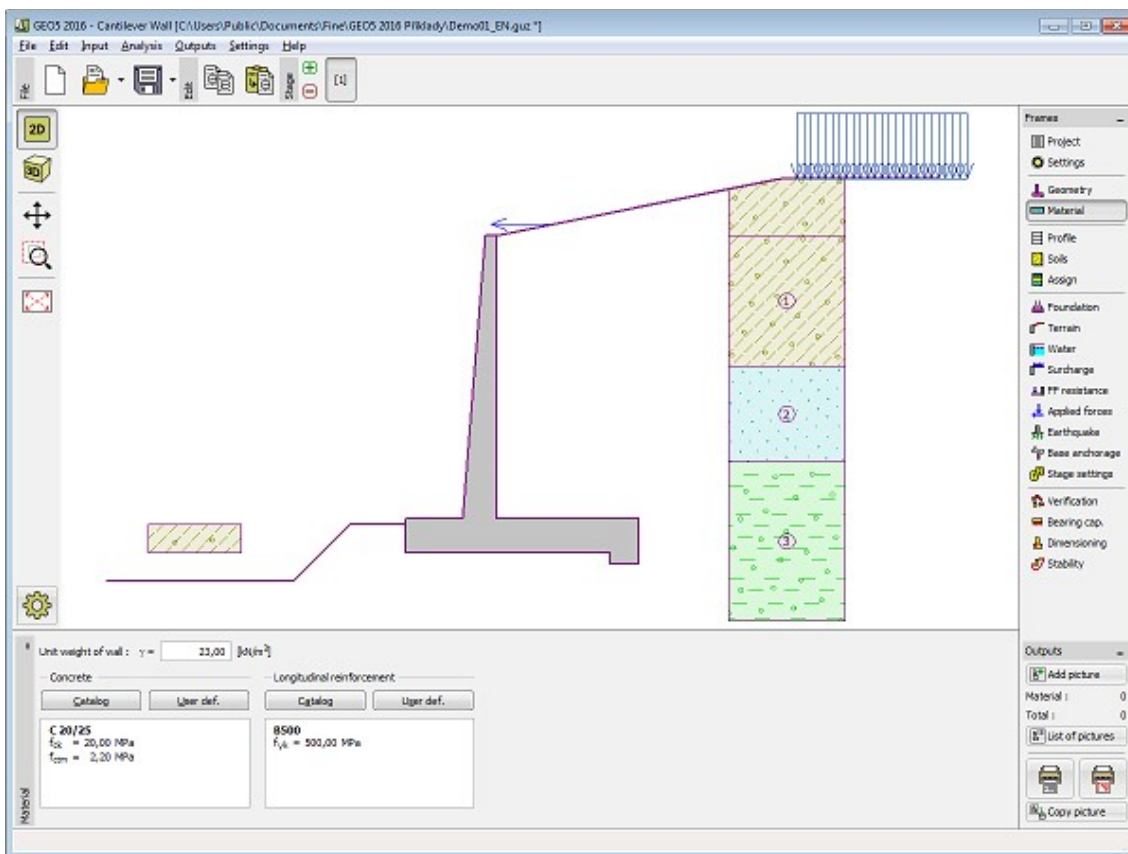 GEO5 2016 - Cantilever Wall [C:\Users\Public\Documents\Fine\GEO5 2016 Příklady\Demo01_EN.guz *]
File Edit Input Analysis Outputs Settings Help
File
Edit
Stage
[1]
2D
3D
1
2
3
Frames
Project
Settings
Geometry
Material
Profile
Soils
Assign
Foundation
Terrain
Water
Surcharge
FF resistance
Applied forces
Earthquake
Base anchorage
Stage settings
Verification
Bearing cap.
Dimensioning
Stability
Material
Unit weight of wall : γ = 23,00 [kN/m³]
Concrete
Catalog User def.
C 20/25
fck = 20,00 MPa
fctm = 2,20 MPa
Longitudinal reinforcement
Catalog User def.
B500
fyk = 500,00 MPa
Outputs
Add picture
Material : 0
Total : 0
List of pictures
Copy picture